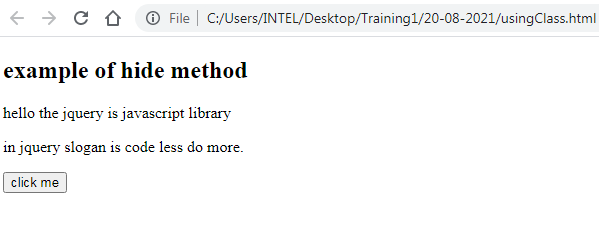 File C:/Users/INTEL/Desktop/Training1/20-08-2021/usingClass.html
example of hide method
hello the jquery is javascript library
in jquery slogan is code less do more.
click me